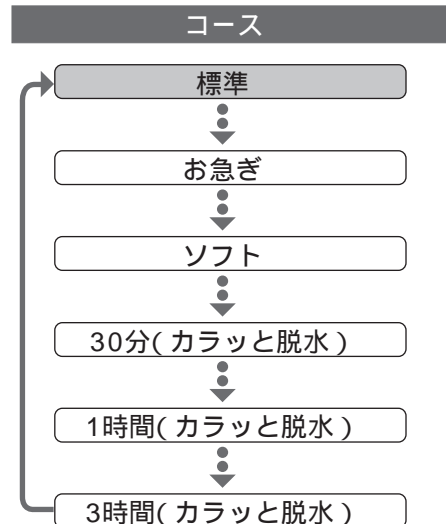 コース
標準
お急ぎ
ソフト
30分(カラッと脱水)
1時間(カラッと脱水)
3時間(カラッと脱水)